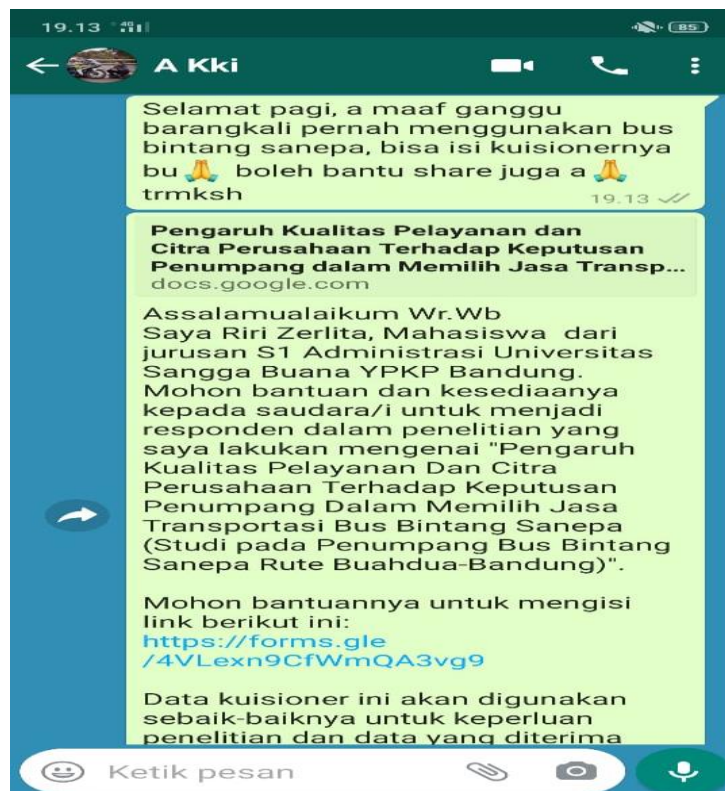 19.13 4G 85
A Kki
Selamat pagi, a maaf ganggu
barangkali pernah menggunakan bus
bintang sanepa, bisa isi kuisionernya
bu 🙏 boleh bantu share juga a 🙏
trmksh
19.13
Pengaruh Kualitas Pelayanan dan
Citra Perusahaan Terhadap Keputusan
Penumpang dalam Memilih Jasa Transp...
docs.google.com
Assalamualaikum Wr.Wb
Saya Riri Zerlita, Mahasiswa dari
jurusan S1 Administrasi Universitas
Sangga Buana YPKP Bandung.
Mohon bantuan dan kesediaanya
kepada saudara/i untuk menjadi
responden dalam penelitian yang
saya lakukan mengenai "Pengaruh
Kualitas Pelayanan Dan Citra
Perusahaan Terhadap Keputusan
Penumpang Dalam Memilih Jasa
Transportasi Bus Bintang Sanepa
(Studi pada Penumpang Bus Bintang
Sanepa Rute Buahdua-Bandung)".
Mohon bantuannya untuk mengisi
link berikut ini:
https://forms.gle
/4VLexn9CfWmQA3vg9
Data kuisioner ini akan digunakan
sebaik-baiknya untuk keperluan
penelitian dan data yang diterima
Ketik pesan